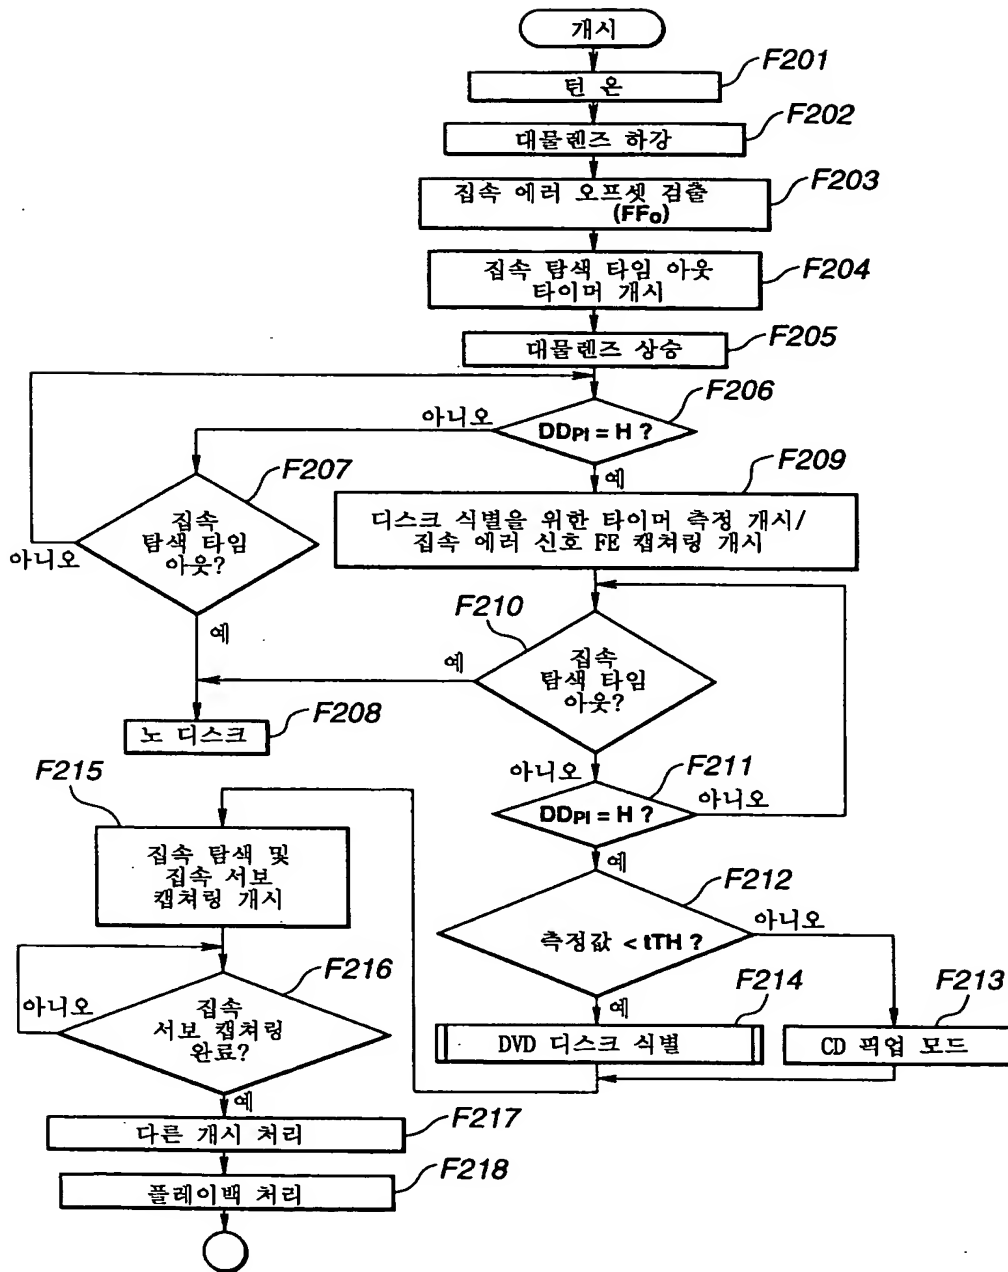 개시
F201
턴 온
F202
대물렌즈 하강
F203
집속 에러 오프셋 검출
(FFo)
F204
집속 탐색 타임 아웃
타이머 개시
F205
대물렌즈 상승
F206
아니오
DDPI = H ?
예
F207
집속
탐색 타임
아웃?
아니오
예
F209
디스크 식별을 위한 타이머 측정 개시/
집속 에러 신호 FE 캡쳐링 개시
F210
집속
탐색 타임
아웃?
예
아니오
F208
노 디스크
F211
DDPI = H ?
아니오
예
F215
집속 탐색 및
집속 서보
캡쳐링 개시
F212
측정값 < tTH ?
아니오
예
F216
집속
서보 캡쳐링
완료?
아니오
예
F214
DVD 디스크 식별
F213
CD 픽업 모드
F217
다른 개시 처리
F218
플레이백 처리